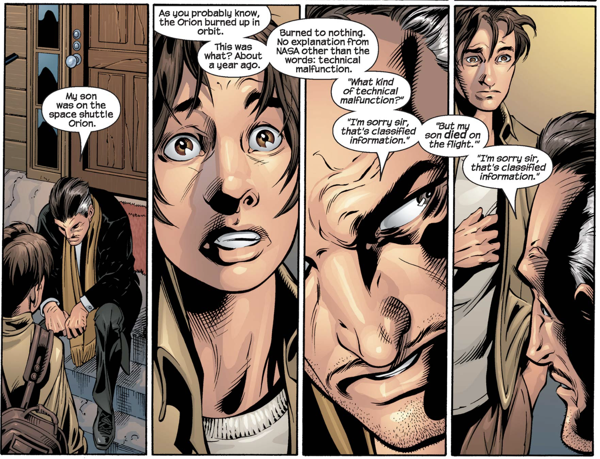 My son
was on the
space shuttle
Orion.
As you probably know,
the Orion burned up in
orbit.
This was
what? About
a year ago.
Burned to nothing.
No explanation from
NASA other than the
words: technical
malfunction.
"What kind
of technical
malfunction?"
"I'm sorry sir,
that's classified
information."
"But my
son died on
the flight.'"
"I'm sorry sir,
that's classified
information."